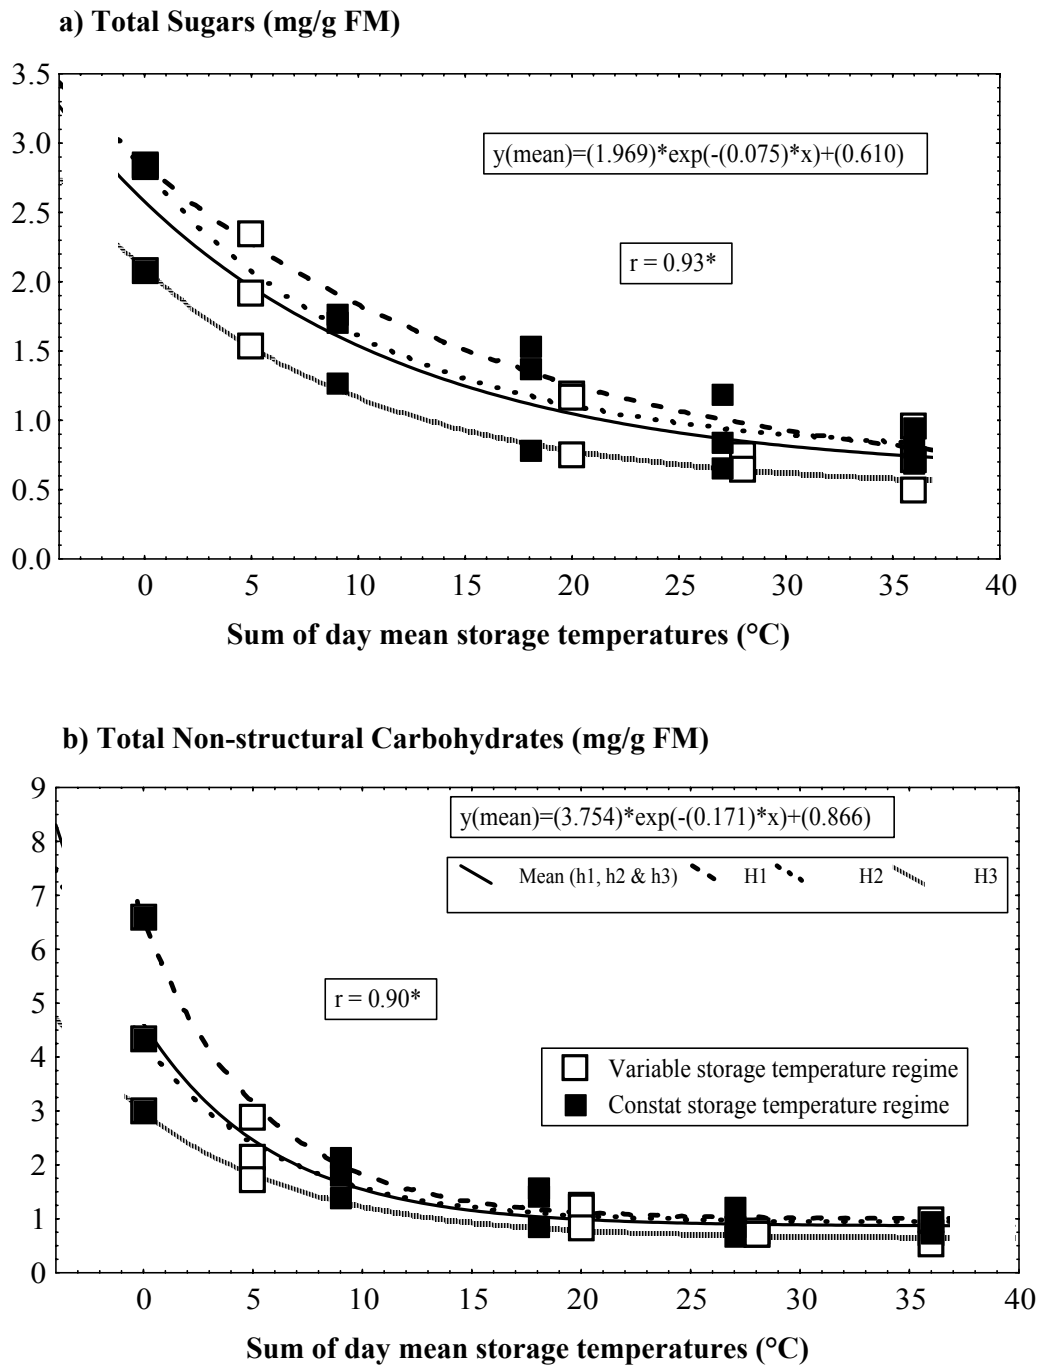 a) Total Sugars (mg/g FM)
3.5
y(mean)=(1.969)*exp(-(0.075)*x)+(0.610)
3.0
2.5
r = 0.93*
2.0
1.5
1.0
0.5
0.0
0 5 10 15 20 25 30 35 40
Sum of day mean storage temperatures (°C)
b) Total Non-structural Carbohydrates (mg/g FM)
9
y(mean)=(3.754)*exp(-(0.171)*x)+(0.866)
8
Mean (h1, h2 & h3) H1 H2 H3
7
6
5
r = 0.90*
4
Variable storage temperature regime
3
Constat storage temperature regime
2
1
0
0 5 10 15 20 25 30 35 40
Sum of day mean storage temperatures (°C)